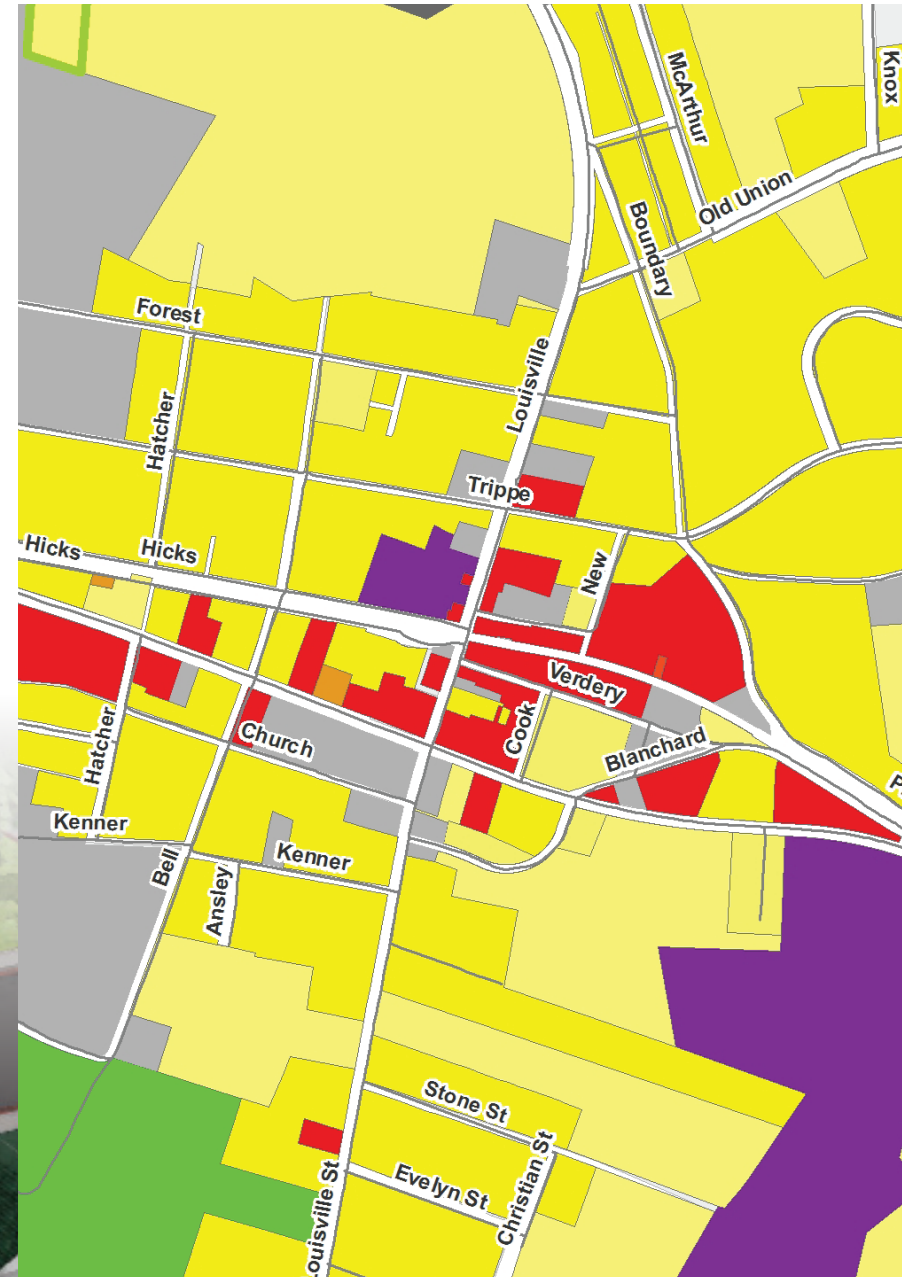 McArthur
Knox
Old Union
Boundary
Forest
Louisville
Hatcher
Trippe
Hicks
Hicks
New
Verdery
Cook
Church
Blanchard
Hatcher
Kenner
Kenner
Bell
Ansley
Stone St
Christian St
Evelyn St
ouisville St